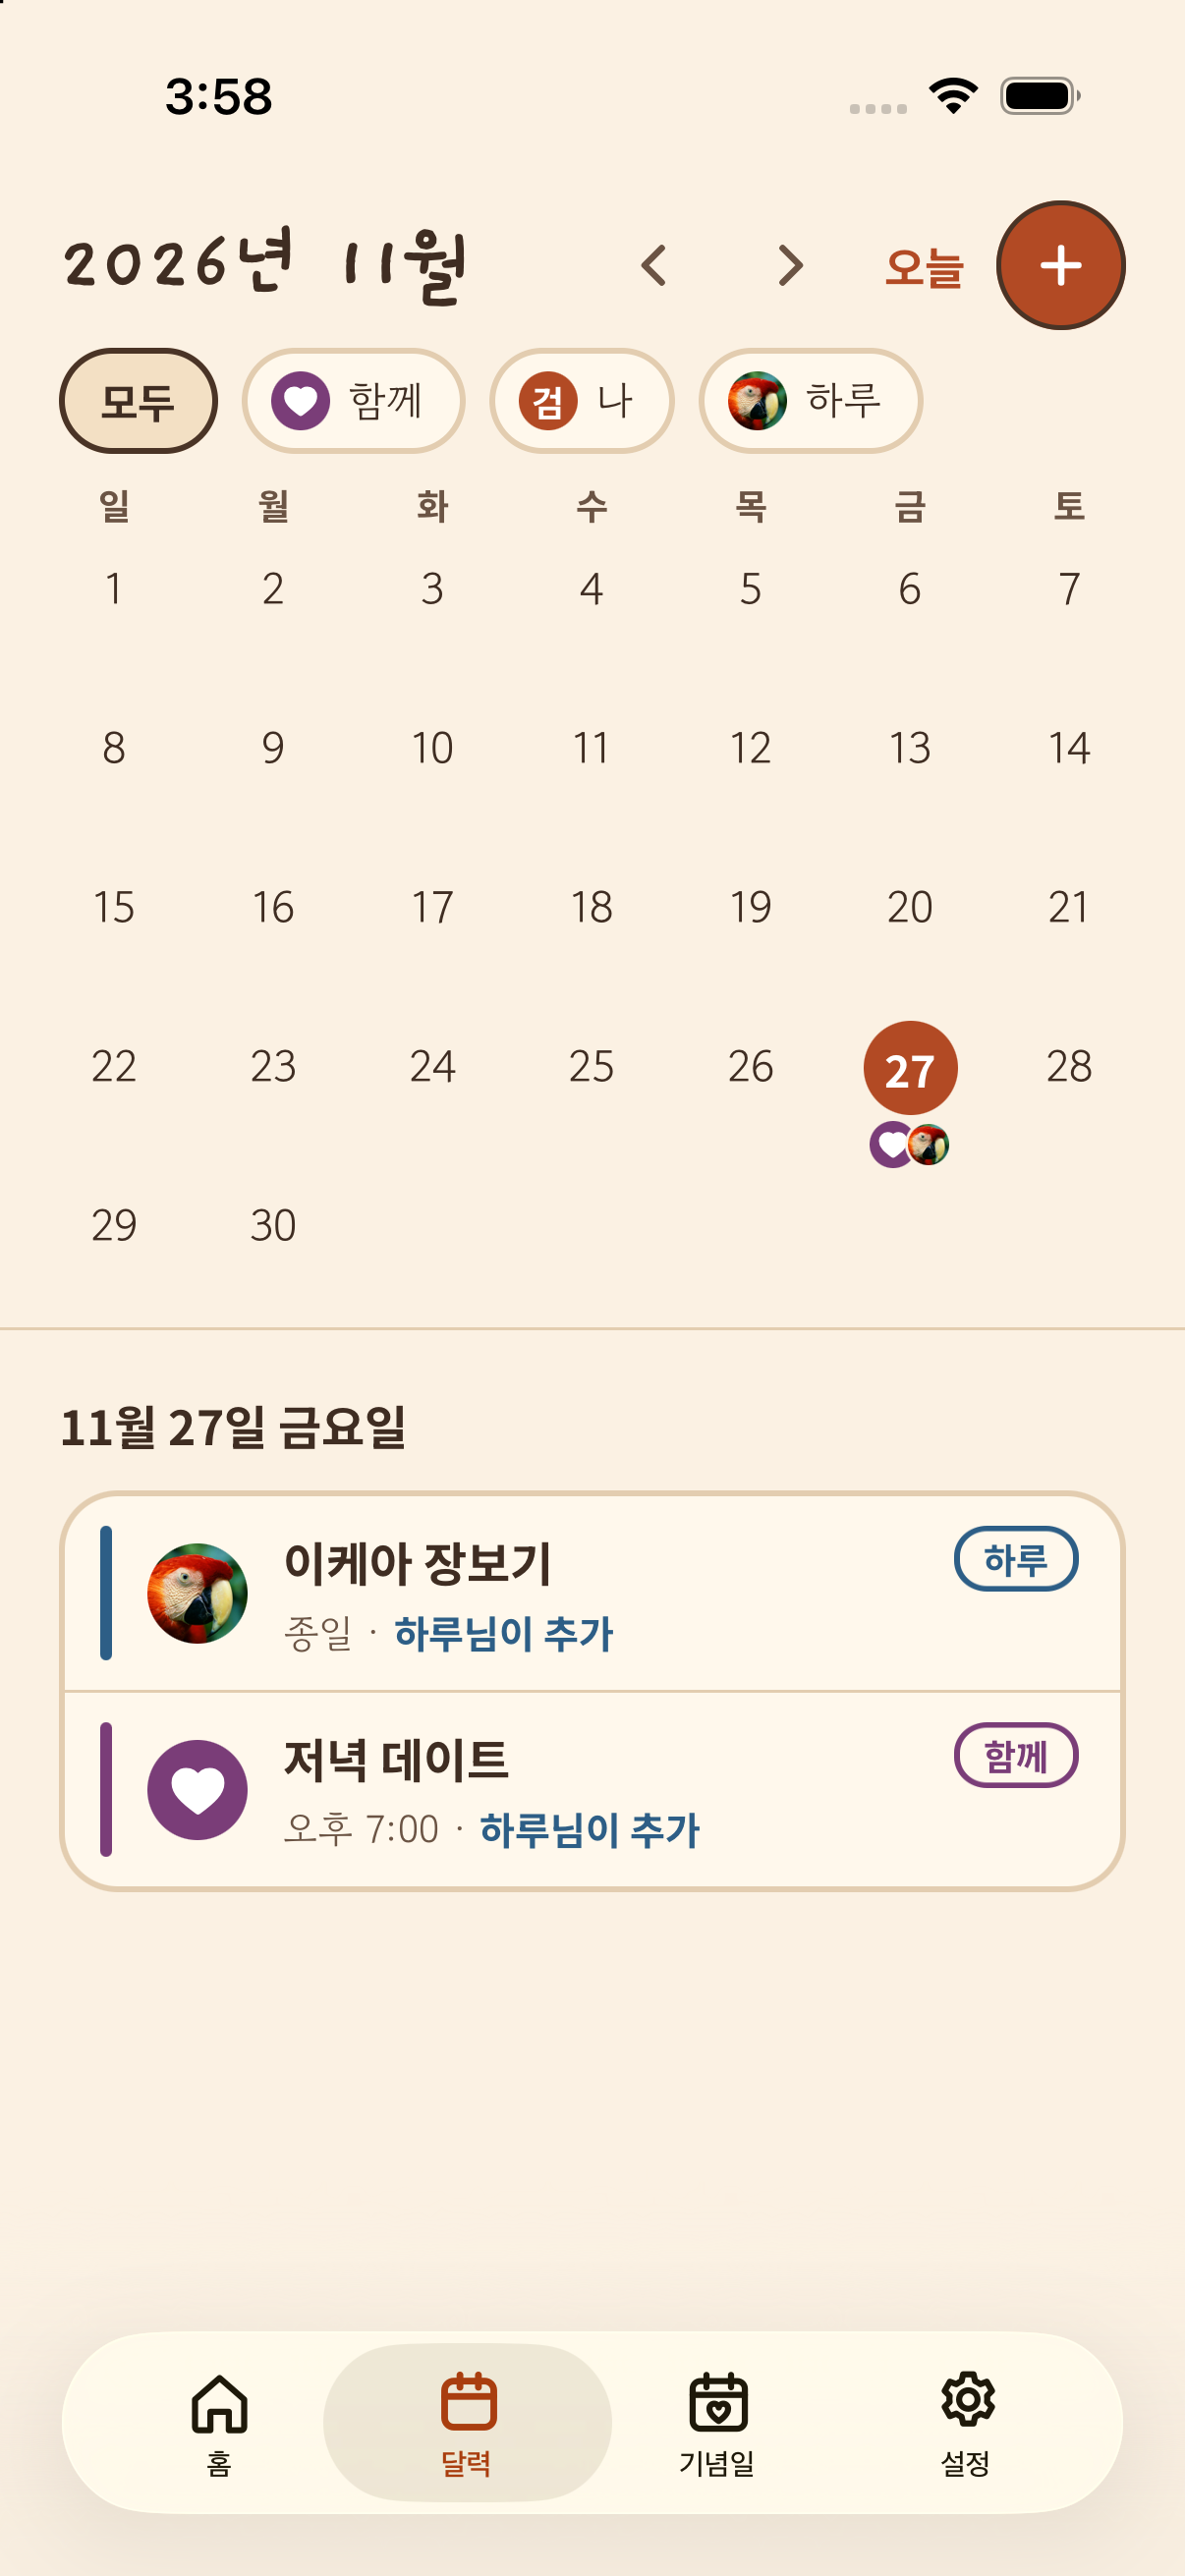 3:58
2026년 11월
오늘
모두 함께 검 나 하루
일 월 화 수 목 금 토
1 2 3 4 5 6 7
8 9 10 11 12 13 14
15 16 17 18 19 20 21
22 23 24 25 26 27 28
29 30
11월 27일 금요일
이케아 장보기 하루
종일 · 하루님이 추가
저녁 데이트 함께
오후 7:00 · 하루님이 추가
홈 달력 기념일 설정